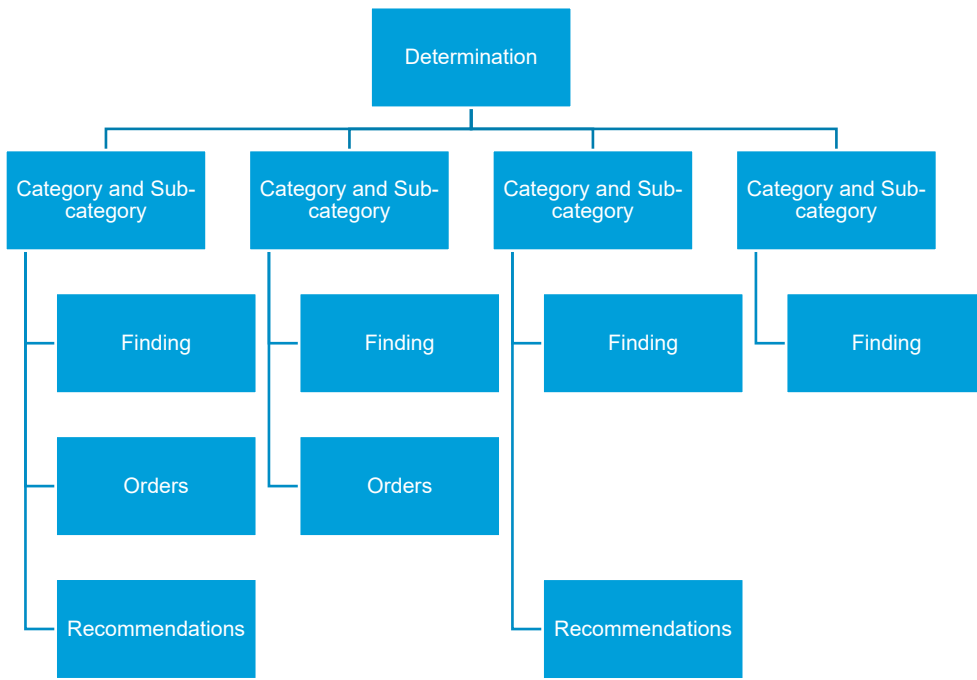 Determination
Category and Sub-
category
Category and Sub-
category
Category and Sub-
category
Category and Sub-
category
Finding
Finding
Finding
Finding
Orders
Orders
Recommendations
Recommendations